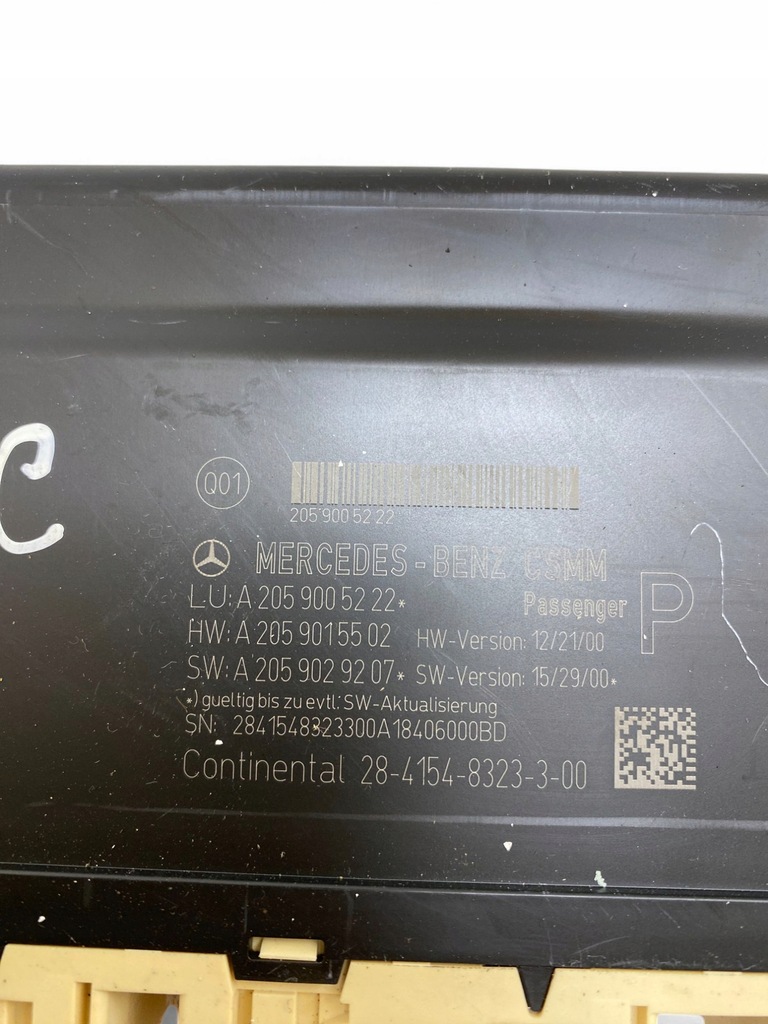 C
Q01
205 900 52 22
MERCEDES-BENZ CSMM
LU: A 205 900 52 22*
Passenger P
HW: A 205 901 55 02 HW-Version: 12/21/00
SW: A 205 902 92 07* SW-Version: 15/29/00*
*) gueltig bis zu evtl. SW-Aktualisierung
SN: 2841548323300A18406000BD
Continental 28-4154-8323-3-00